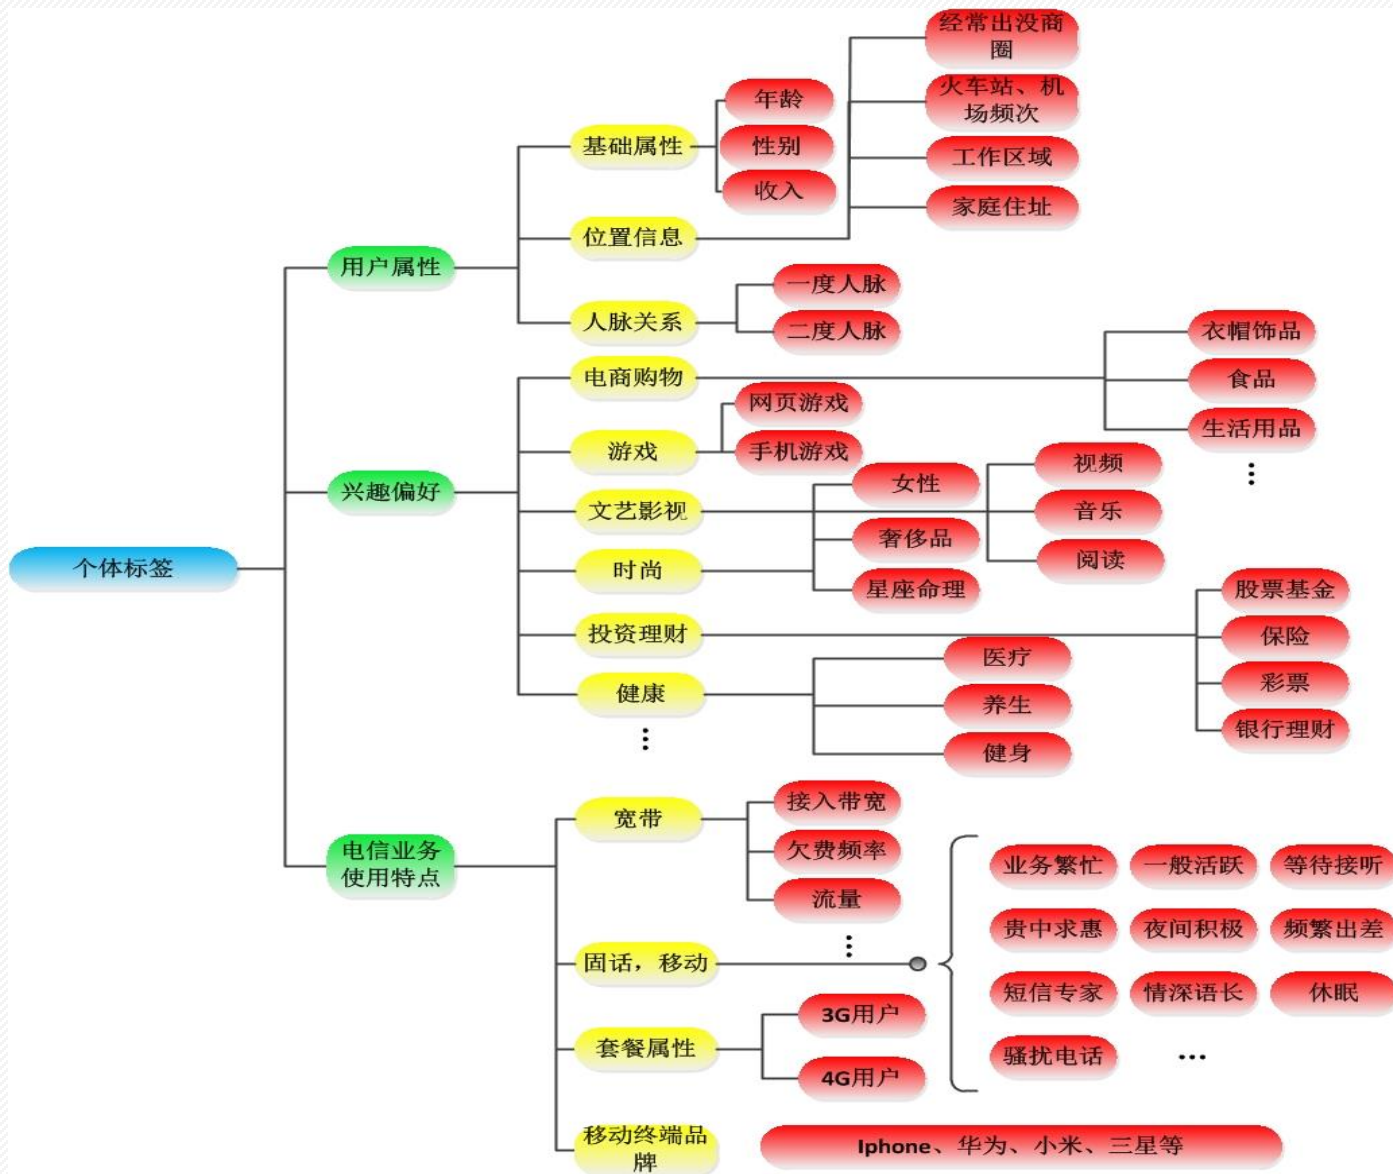 个体标签
用户属性
基础属性
年龄
性别
收入
位置信息
经常出没商
圈
火车站、机
场频次
工作区域
家庭住址
人脉关系
一度人脉
二度人脉
兴趣偏好
电商购物
衣帽饰品
食品
生活用品
⋮
游戏
网页游戏
手机游戏
文艺影视
视频
音乐
阅读
时尚
女性
奢侈品
星座命理
投资理财
股票基金
保险
彩票
银行理财
健康
医疗
养生
健身
⋮
电信业务
使用特点
宽带
接入带宽
欠费频率
流量
⋮
固话，移动
业务繁忙 一般活跃 等待接听
贵中求惠 夜间积极 频繁出差
短信专家 情深语长 休眠
骚扰电话 …
套餐属性
3G用户
4G用户
移动终端品
牌
Iphone、华为、小米、三星等